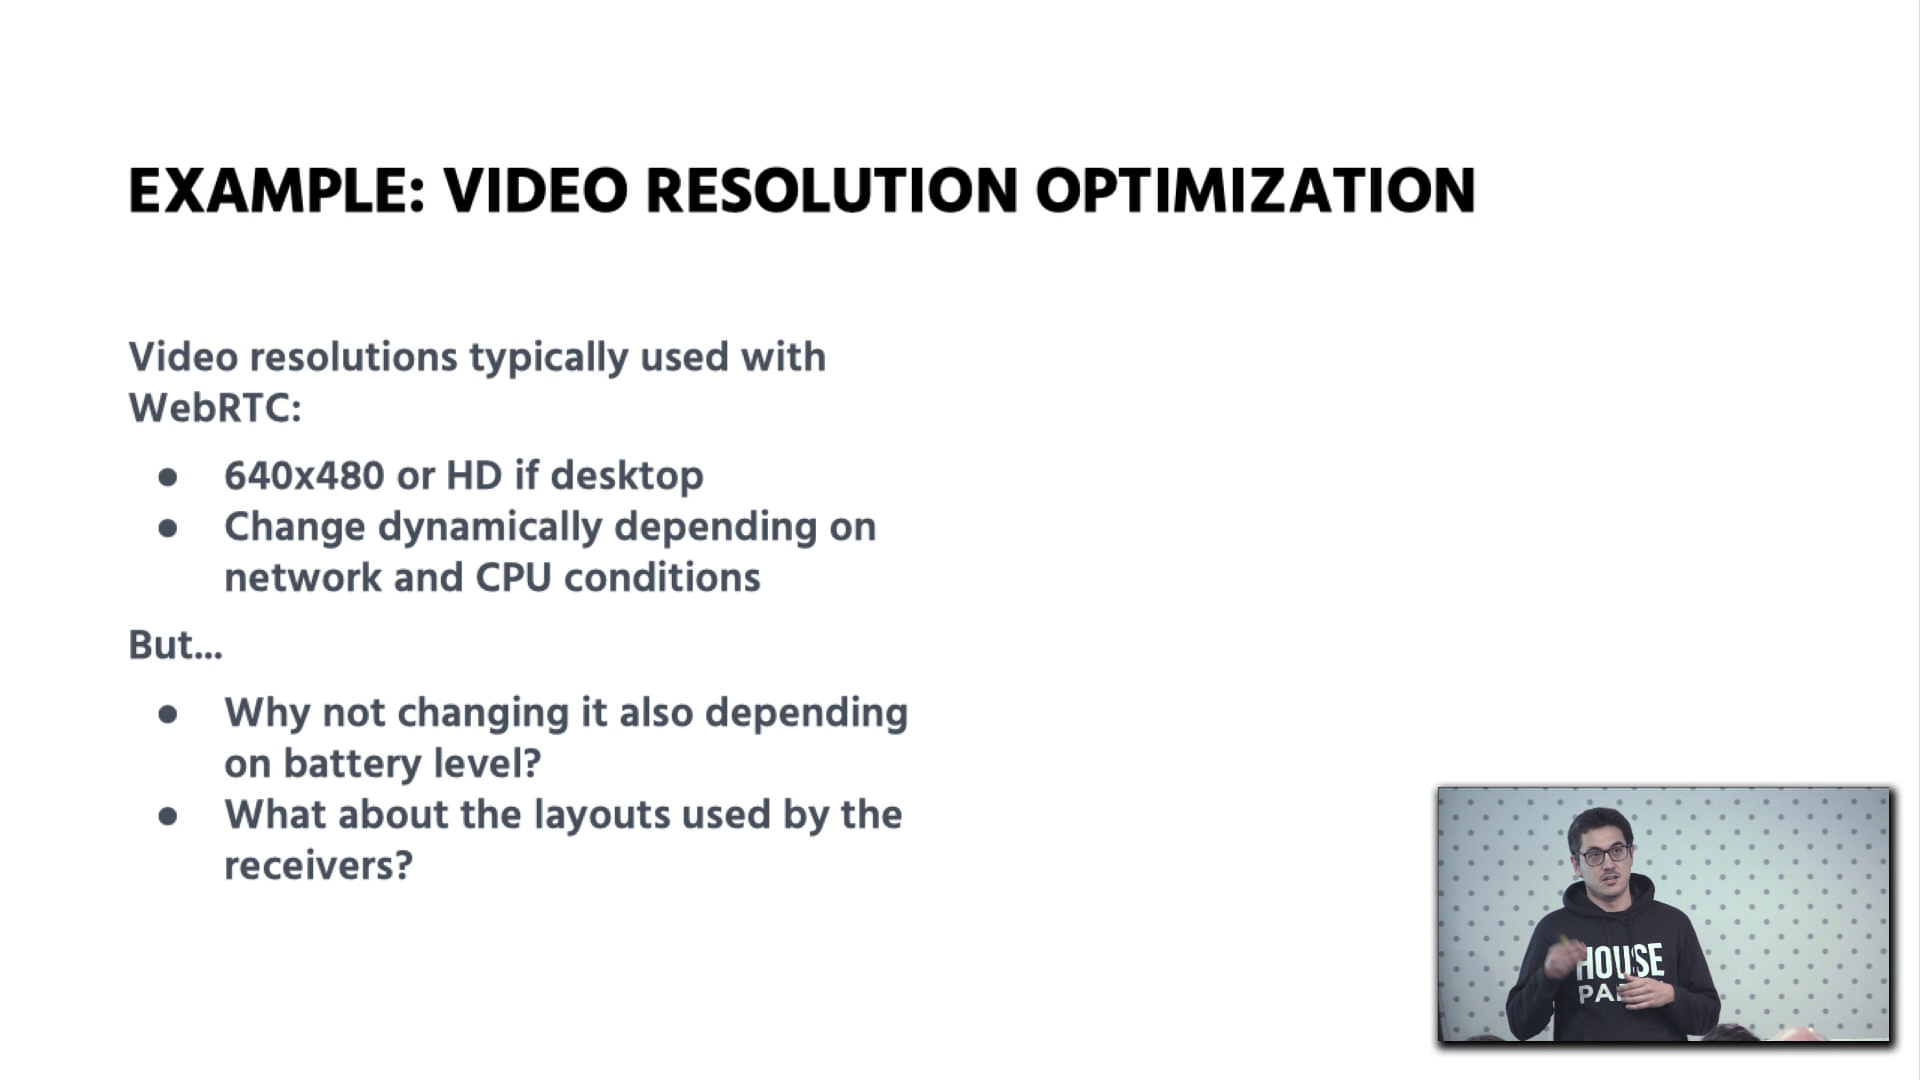 EXAMPLE: VIDEO RESOLUTION OPTIMIZATION
Video resolutions typically used with
WebRTC:
● 640x480 or HD if desktop
● Change dynamically depending on
network and CPU conditions
But...
● Why not changing it also depending
on battery level?
● What about the layouts used by the
receivers?
HOUSE